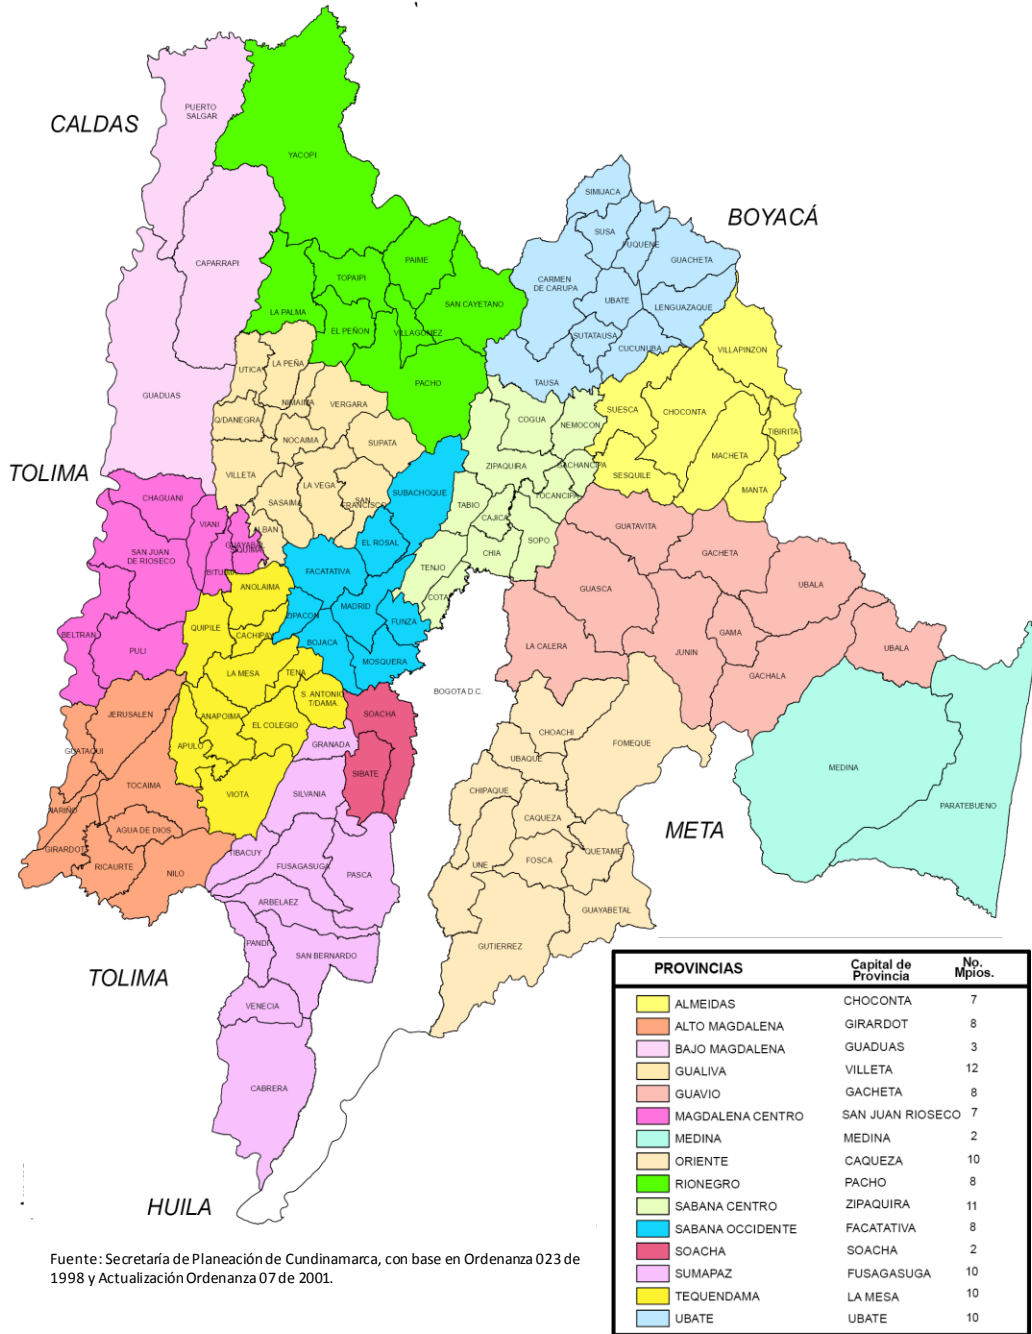 CALDAS
BOYACÁ
TOLIMA
META
TOLIMA
HUILA
PUERTO
SALGAR
YACOPI
CAPARRAPI
GUADUAS
PAIME
TOPAIPI
LA PALMA
EL PEÑON
VILLAGOMEZ
SAN CAYETANO
PACHO
SIMIJACA
SUSA
FUQUENE
GUACHETA
CARMEN
DE CARUPA
UBATE
LENGUAZAQUE
SUTATAUSA
CUCUNUBA
TAUSA
VILLAPINZON
SUESCA
CHOCONTA
TIBIRITA
MACHETA
SESQUILE
MANTA
UTICA
LA PEÑA
NIMAIMA
VERGARA
Q/DANEGRA
NOCAIMA
SUPATA
VILLETA
LA VEGA
SASAIMA
SAN
FRANCISCO
ALBAN
COGUA
NEMOCON
ZIPAQUIRA
GACHANCIPA
TOCANCIPA
TABIO
CAJICA
CHIA
SOPO
TENJO
COTA
SUBACHOQUE
EL ROSAL
FACATATIVA
MADRID
ZIPACON
FUNZA
BOJACA
MOSQUERA
CHAGUANI
VIANI
SAN JUAN
DE RIOSECO
GUAYABAL
SIQUIMA
BITUIMA
BELTRAN
PULI
ANOLAIMA
QUIPILE
CACHIPAY
LA MESA
TENA
S. ANTONIO
T/DAMA.
ANAPOIMA
EL COLEGIO
APULO
VIOTA
GUATAVITA
GACHETA
UBALA
GUASCA
GAMA
LA CALERA
JUNIN
UBALA
GACHALA
BOGOTA D.C.
SOACHA
SIBATE
JERUSALEN
GUATAQUI
TOCAIMA
NARIÑO
AGUA DE DIOS
GIRARDOT
RICAURTE
NILO
GRANADA
SILVANIA
TIBACUY
FUSAGASUGA
PASCA
ARBELAEZ
PANDI
SAN BERNARDO
VENECIA
CABRERA
CHOACHI
FOMEQUE
UBAQUE
CHIPAQUE
CAQUEZA
UNE
FOSCA
QUETAME
GUAYABETAL
GUTIERREZ
MEDINA
PARATEBUENO
PROVINCIAS Capital de Provincia No. Mpios.
ALMEIDAS CHOCONTA 7
ALTO MAGDALENA GIRARDOT 8
BAJO MAGDALENA GUADUAS 3
GUALIVA VILLETA 12
GUAVIO GACHETA 8
MAGDALENA CENTRO SAN JUAN RIOSECO 7
MEDINA MEDINA 2
ORIENTE CAQUEZA 10
RIONEGRO PACHO 8
SABANA CENTRO ZIPAQUIRA 11
SABANA OCCIDENTE FACATATIVA 8
SOACHA SOACHA 2
SUMAPAZ FUSAGASUGA 10
TEQUENDAMA LA MESA 10
UBATE UBATE 10
Fuente: Secretaría de Planeación de Cundinamarca, con base en Ordenanza 023 de
1998 y Actualización Ordenanza 07 de 2001.